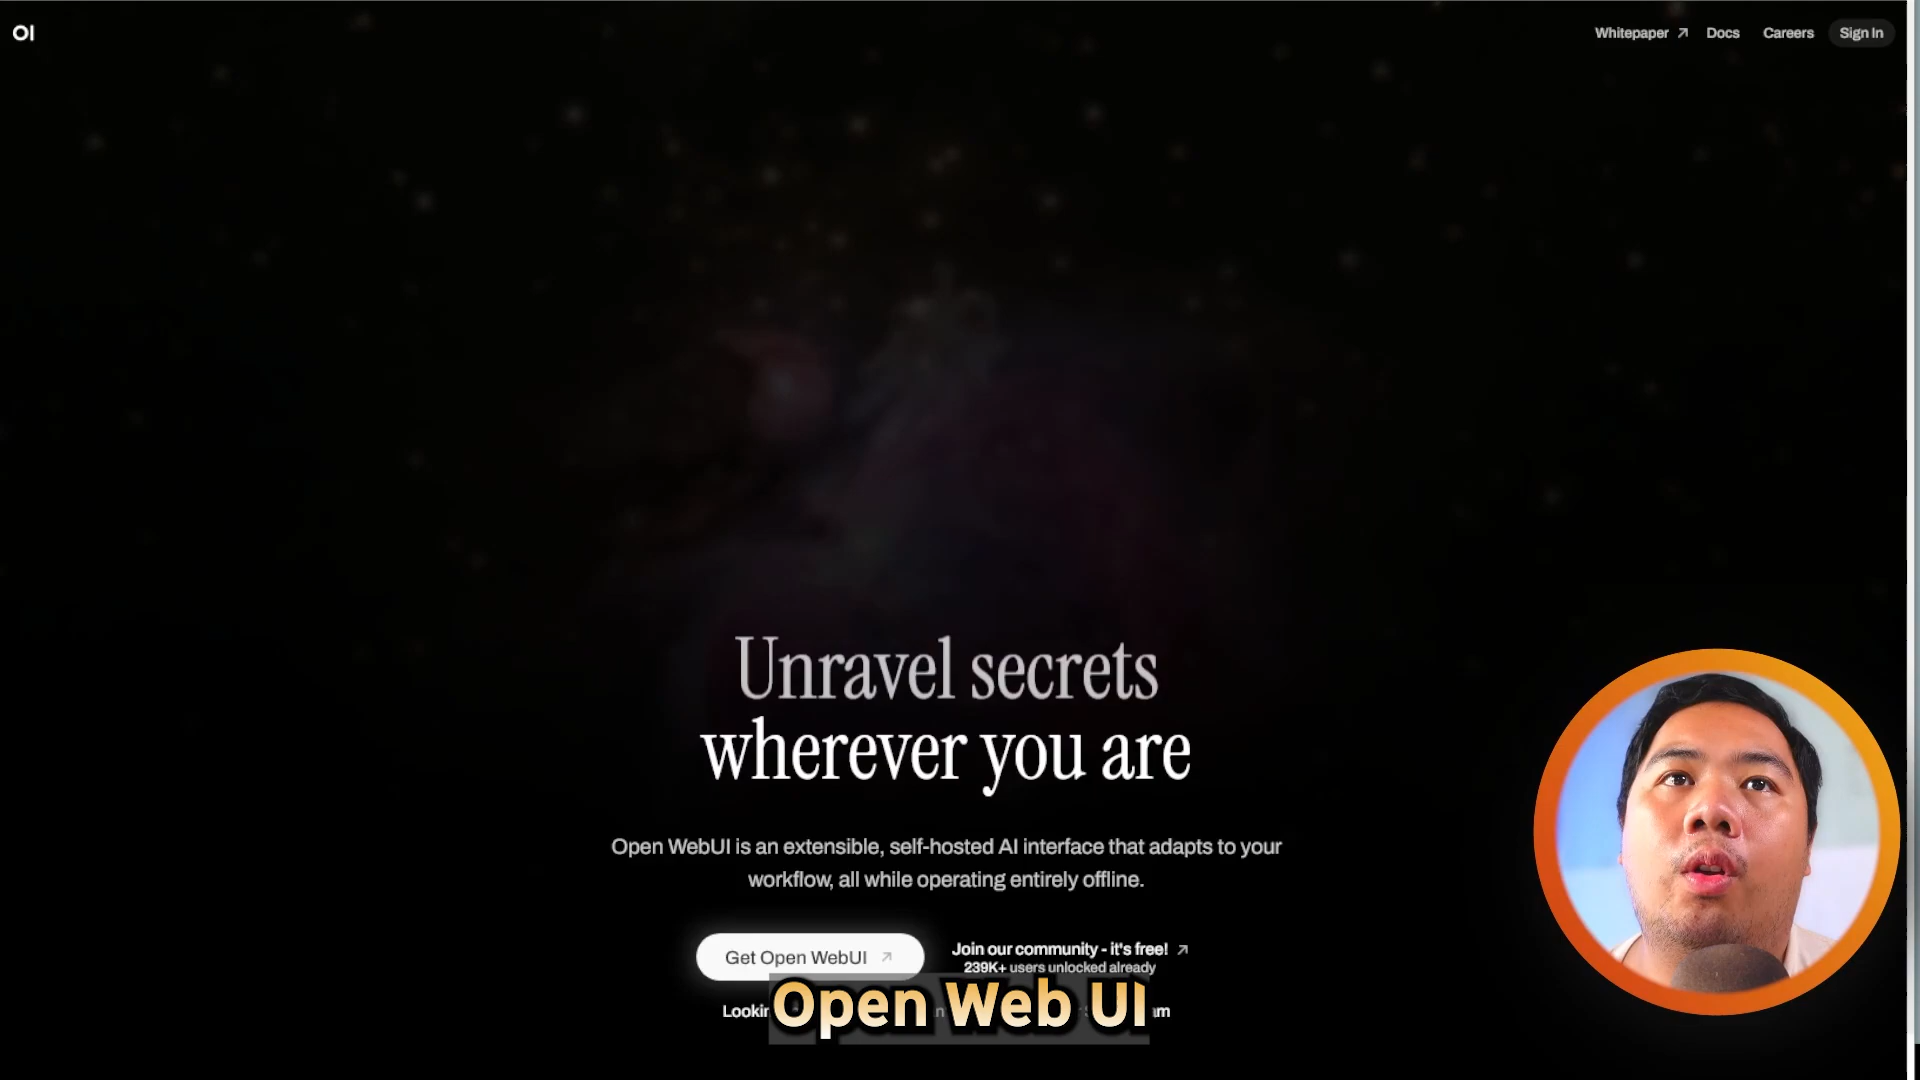 OI
Whitepaper ↗ Docs Careers Sign In
Unravel secrets
wherever you are
Open WebUI is an extensible, self-hosted AI interface that adapts to your
workflow, all while operating entirely offline.
Get Open WebUI ↗
Join our community - it's free! ↗
239K+ users unlocked already
Open Web UI